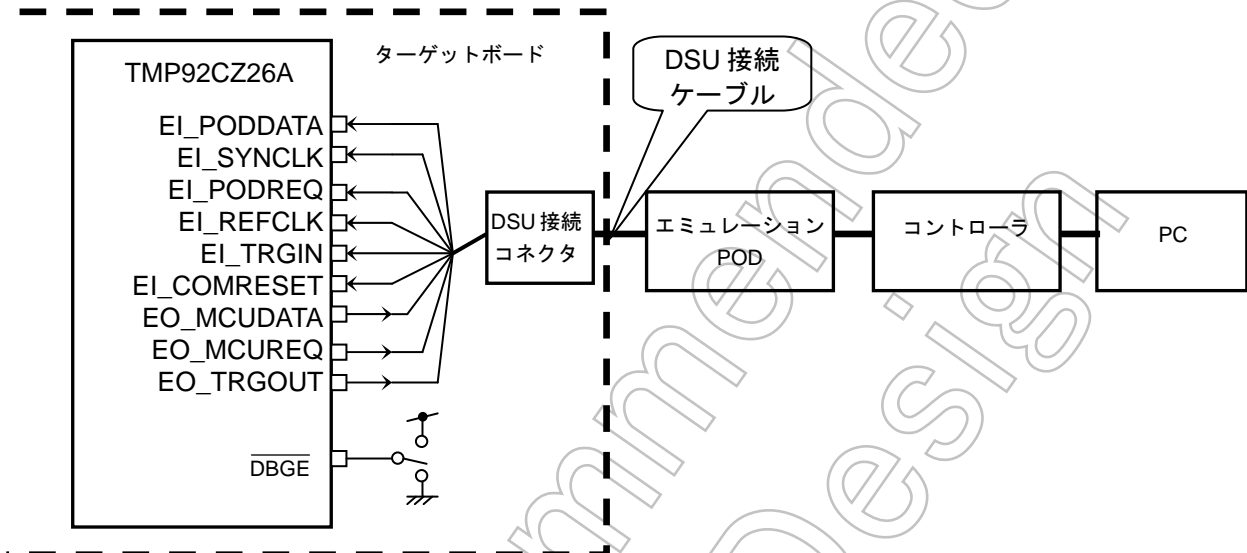 ターゲットボード
TMP92CZ26A
EI_PODDATA
EI_SYNCLK
EI_PODREQ
EI_REFCLK
EI_TRGIN
EI_COMRESET
EO_MCUDATA
EO_MCUREQ
EO_TRGOUT
DBGE
DSU 接続
コネクタ
DSU 接続
ケーブル
エミュレーション
POD
コントローラ
PC